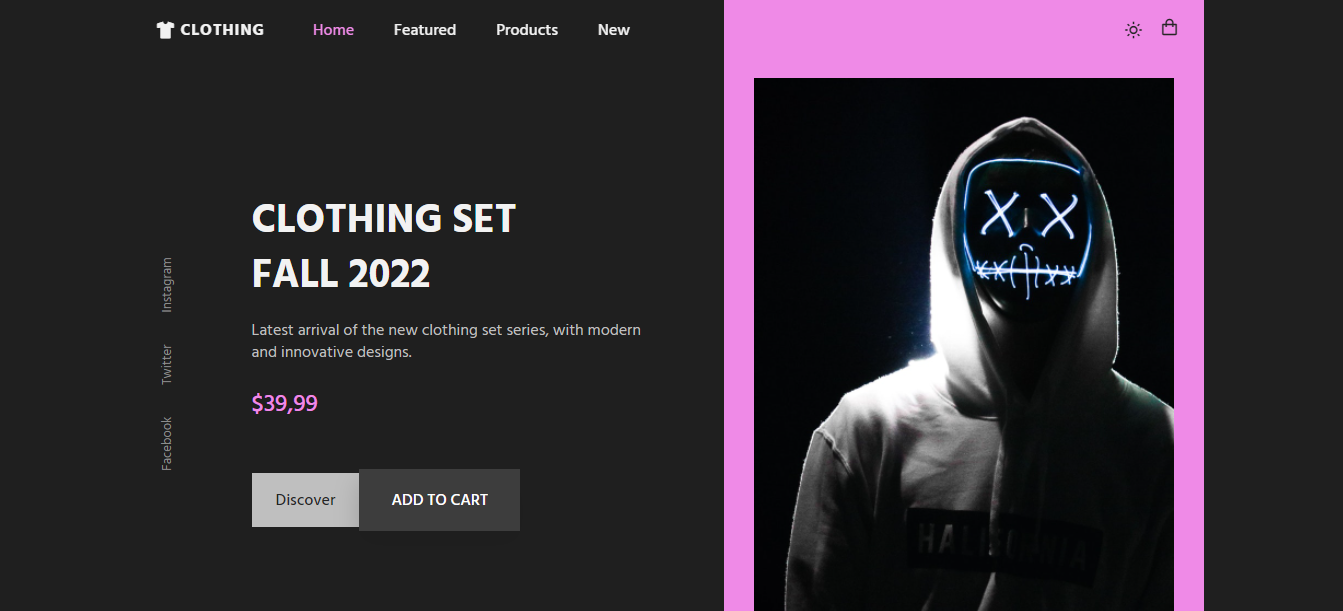 CLOTHING
Home Featured Products New
CLOTHING SET
FALL 2022
Latest arrival of the new clothing set series, with modern
and innovative designs.
$39,99
Discover ADD TO CART
Instagram
Twitter
Facebook